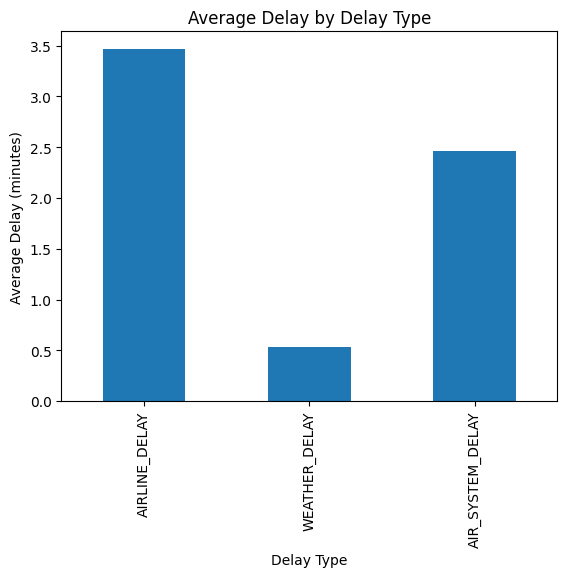 Average Delay by Delay Type
Average Delay (minutes)
3.5
3.0
2.5
2.0
1.5
1.0
0.5
0.0
AIRLINE_DELAY
WEATHER_DELAY
AIR_SYSTEM_DELAY
Delay Type